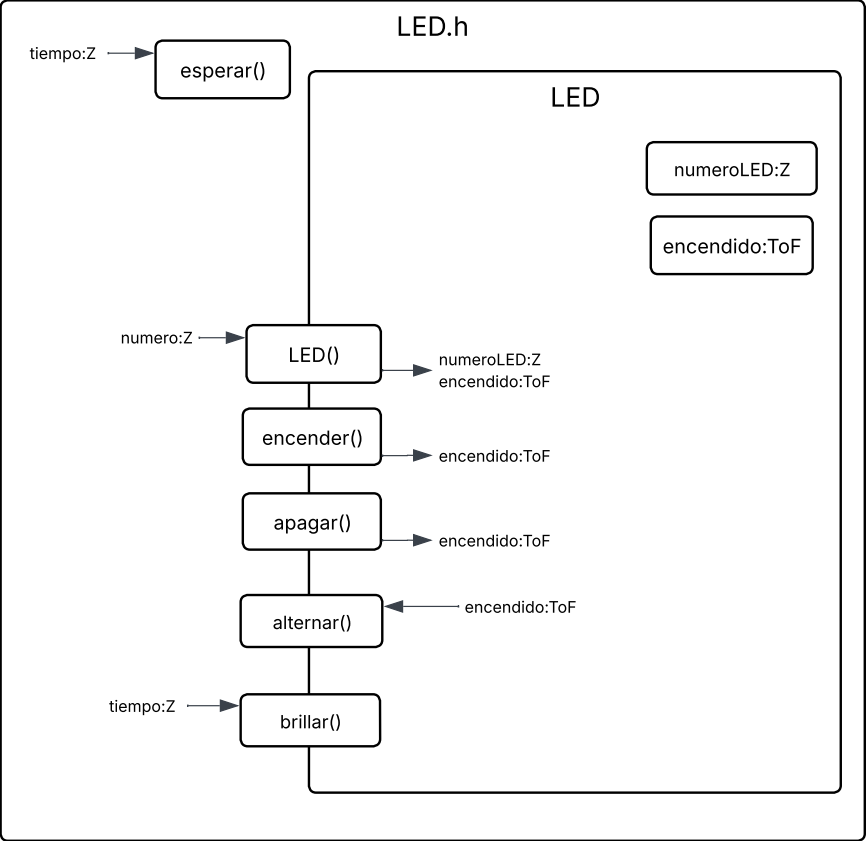 LED.h
tiempo:Z
esperar()
LED
numeroLED:Z
encendido:ToF
numero:Z
LED()
numeroLED:Z
encendido:ToF
encender()
encendido:ToF
apagar()
encendido:ToF
alternar()
encendido:ToF
tiempo:Z
brillar()